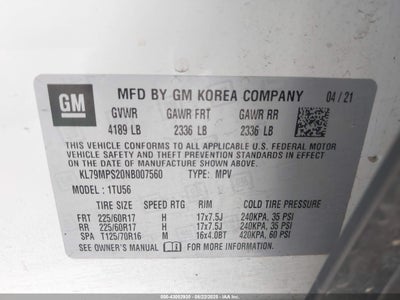 GM
MFD BY GM KOREA COMPANY 04 / 21
GVWR GAWR FRT GAWR RR
4189 LB 2336 LB 2336 LB
THIS VEHICLE CONFORMS TO ALL APPLICABLE U.S. FEDERAL MOTOR
VEHICLE SAFETY, BUMPER, AND THEFT PREVENTION STANDARDS IN
EFFECT ON THE DATE OF MANUFACTURE SHOWN ABOVE.
KL79MPS20NB007560 TYPE: MPV
MODEL: 1TU56
TIRE SIZE SPEED RTG RIM COLD TIRE PRESSURE
FRT 225/60R17 H 17x7.5J 240KPA, 35 PSI
RR 225/60R17 H 17x7.5J 240KPA, 35 PSI
SPA T125/70R16 M 16x4.0BT 420KPA, 60 PSI
SEE OWNER'S MANUAL FOR MORE INFORMATION